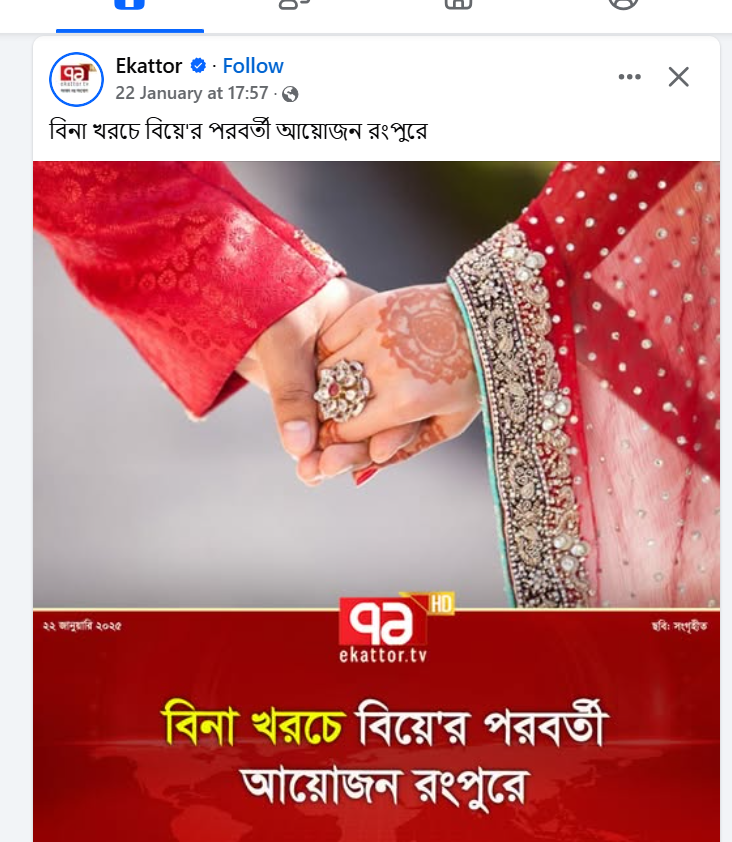 Ekattor · Follow
22 January at 17:57 ·
বিনা খরচে বিয়ে'র পরবর্তী আয়োজন রংপুরে
২২ জানুয়ারি ২০২৫
৭১ HD
ekattor.tv
ছবি: সংগৃহীত
বিনা খরচে বিয়ে'র পরবর্তী
আয়োজন রংপুরে